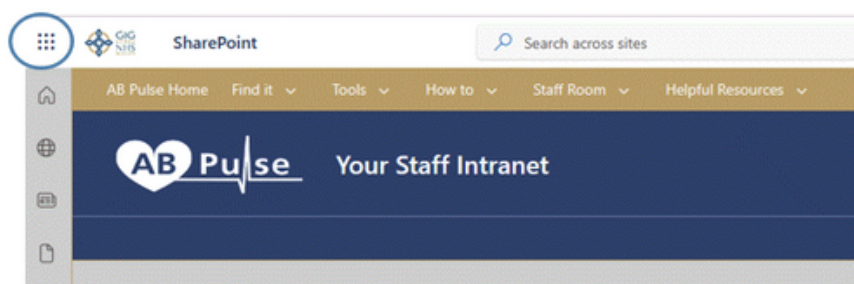 GIG
NHS
SharePoint
Search across sites
AB Pulse Home Find it Tools How to Staff Room Helpful Resources
AB Pulse
Your Staff Intranet